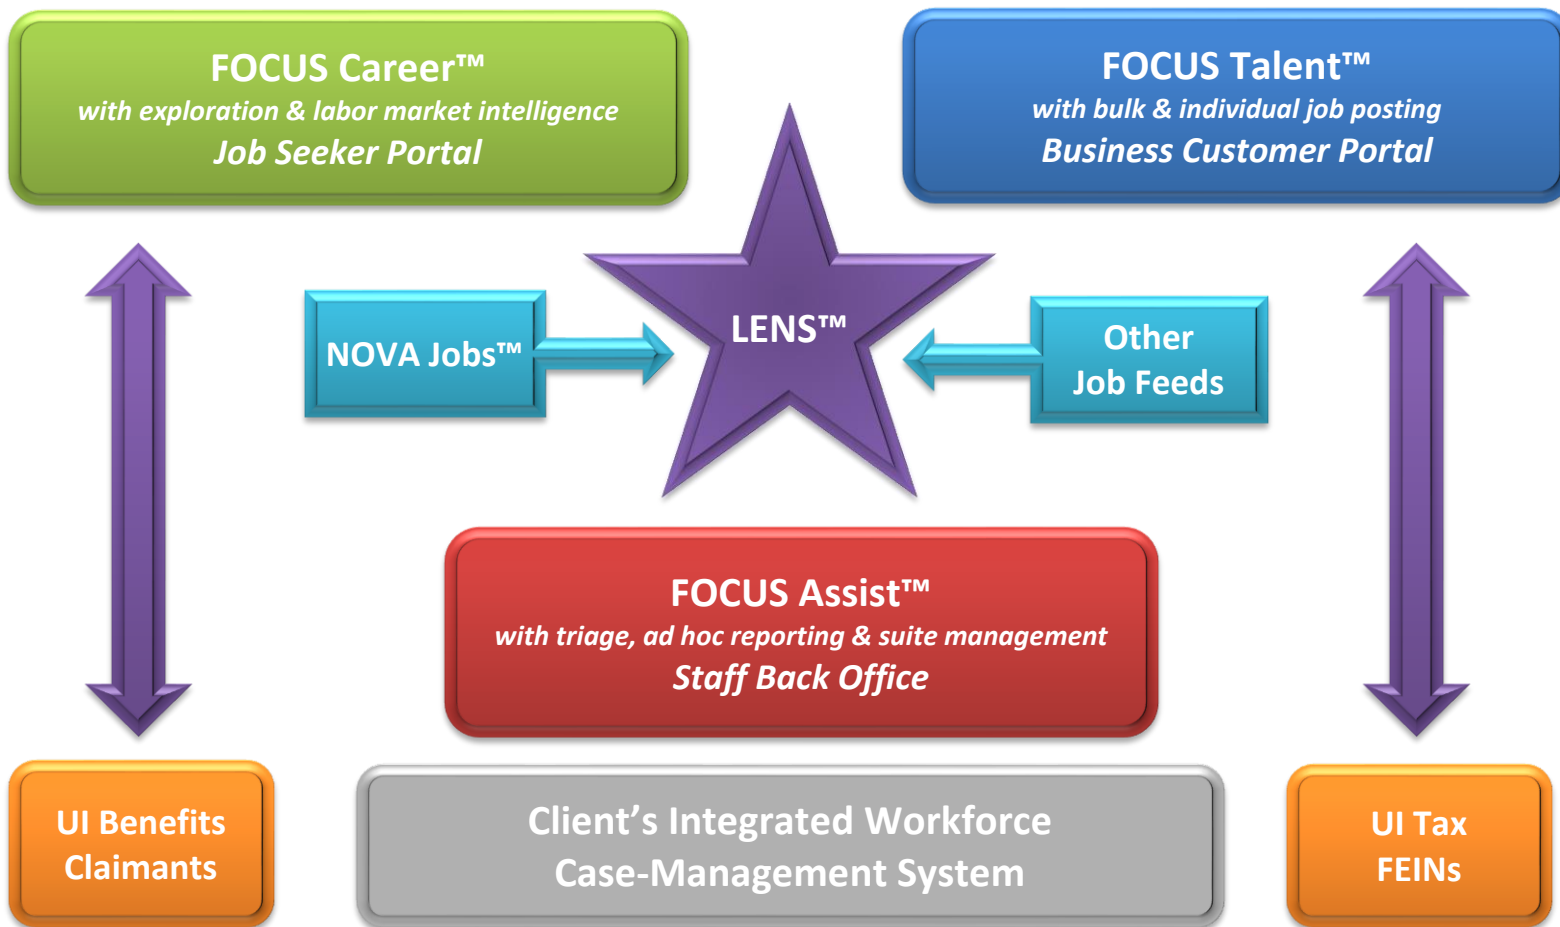 FOCUS Career™
with exploration & labor market intelligence
Job Seeker Portal
FOCUS Talent™
with bulk & individual job posting
Business Customer Portal
NOVA Jobs™
LENS™
Other
Job Feeds
FOCUS Assist™
with triage, ad hoc reporting & suite management
Staff Back Office
UI Benefits
Claimants
Client’s Integrated Workforce
Case-Management System
UI Tax
FEINs